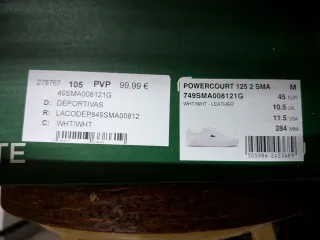 278767 105 PVP 99,99 €
49SMA008121G
D: DEPORTIVAS
R: LACODEP849SMA00812
C: WHT/WHT
POWERCOURT 125 2 SMA M
749SMA008121G 45 EUR
WHT/WHT - LEATHER
10.5 UK
11.5 USA
284 MM
TE